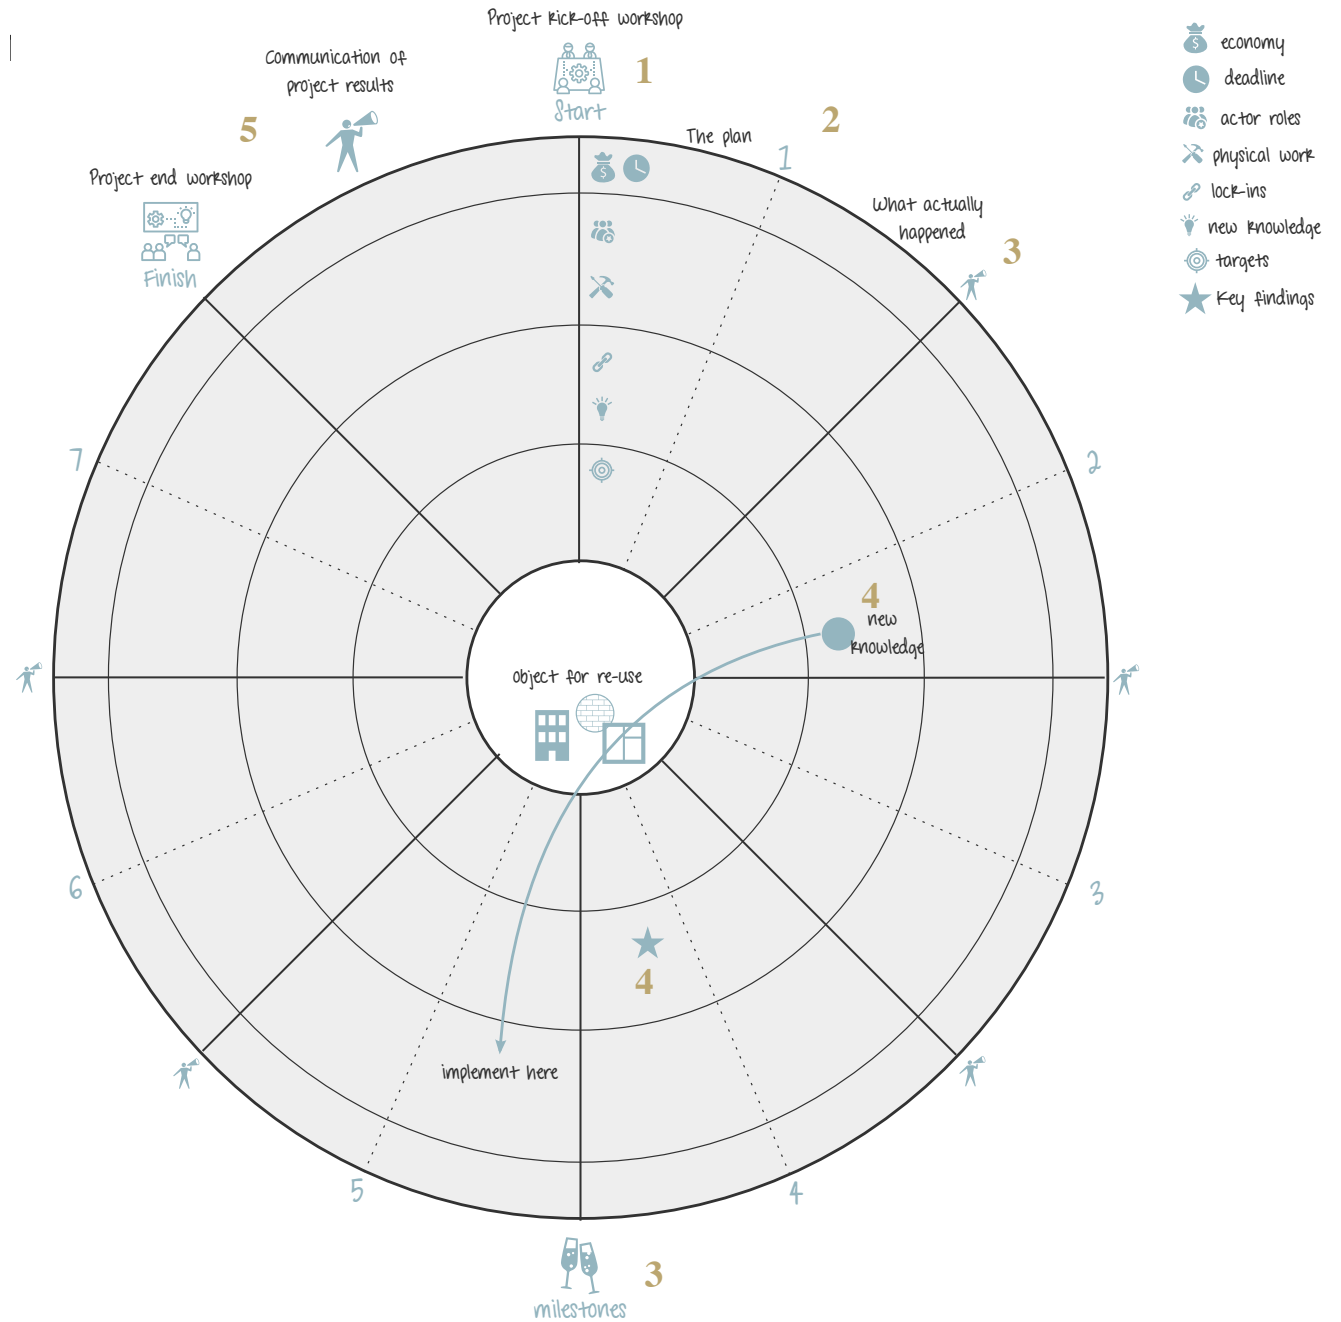 Project kick-off workshop
1
Start
Communication of
project results
5
Project end workshop
Finish
The plan
2
1
What actually
happened
3
$ economy
deadline
actor roles
physical work
lock-ins
new knowledge
targets
Key findings
$
7
2
4
new
knowledge
object for re-use
6
3
4
implement here
5
4
3
milestones